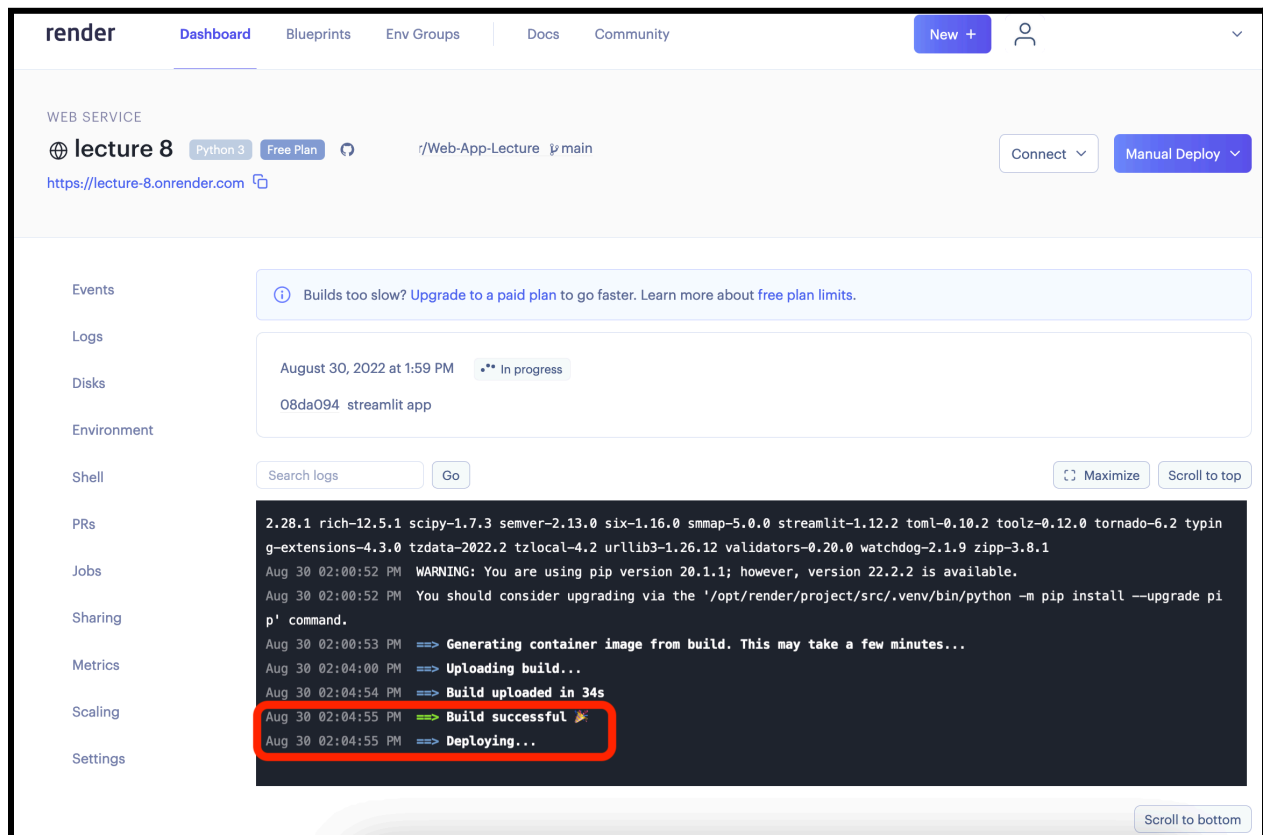 render Dashboard Blueprints Env Groups Docs Community New +
WEB SERVICE
lecture 8 Python 3 Free Plan r/Web-App-Lecture main
Connect Manual Deploy
https://lecture-8.onrender.com
Events
Logs
Disks
Environment
Shell
PRs
Jobs
Sharing
Metrics
Scaling
Settings
Builds too slow? Upgrade to a paid plan to go faster. Learn more about free plan limits.
August 30, 2022 at 1:59 PM In progress
08da094 streamlit app
Search logs Go Maximize Scroll to top
2.28.1 rich-12.5.1 scipy-1.7.3 semver-2.13.0 six-1.16.0 smmap-5.0.0 streamlit-1.12.2 toml-0.10.2 toolz-0.12.0 tornado-6.2 typin
g-extensions-4.3.0 tzdata-2022.2 tzlocal-4.2 urllib3-1.26.12 validators-0.20.0 watchdog-2.1.9 zipp-3.8.1
Aug 30 02:00:52 PM WARNING: You are using pip version 20.1.1; however, version 22.2.2 is available.
Aug 30 02:00:52 PM You should consider upgrading via the '/opt/render/project/src/.venv/bin/python -m pip install --upgrade pi
p' command.
Aug 30 02:00:53 PM ==> Generating container image from build. This may take a few minutes...
Aug 30 02:04:00 PM ==> Uploading build...
Aug 30 02:04:54 PM ==> Build uploaded in 34s
Aug 30 02:04:55 PM ==> Build successful 🎉
Aug 30 02:04:55 PM ==> Deploying...
Scroll to bottom